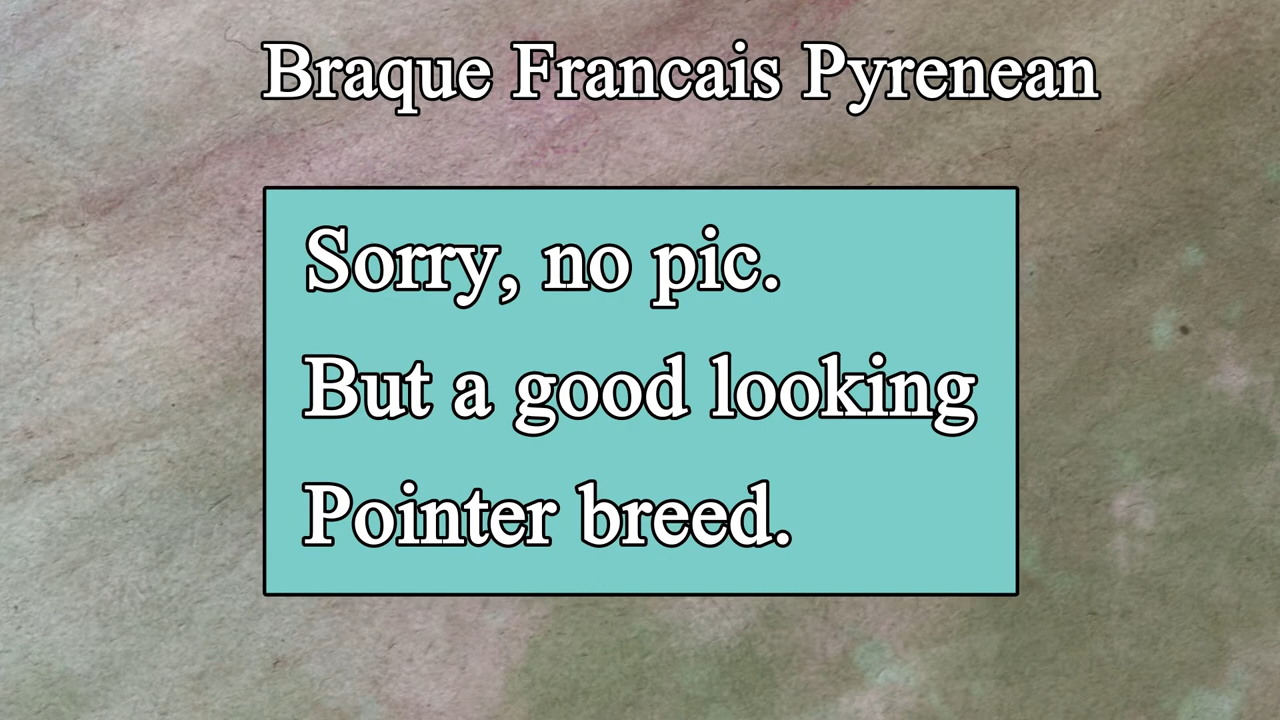 Braque Francais Pyrenean
Sorry, no pic.
But a good looking
Pointer breed.